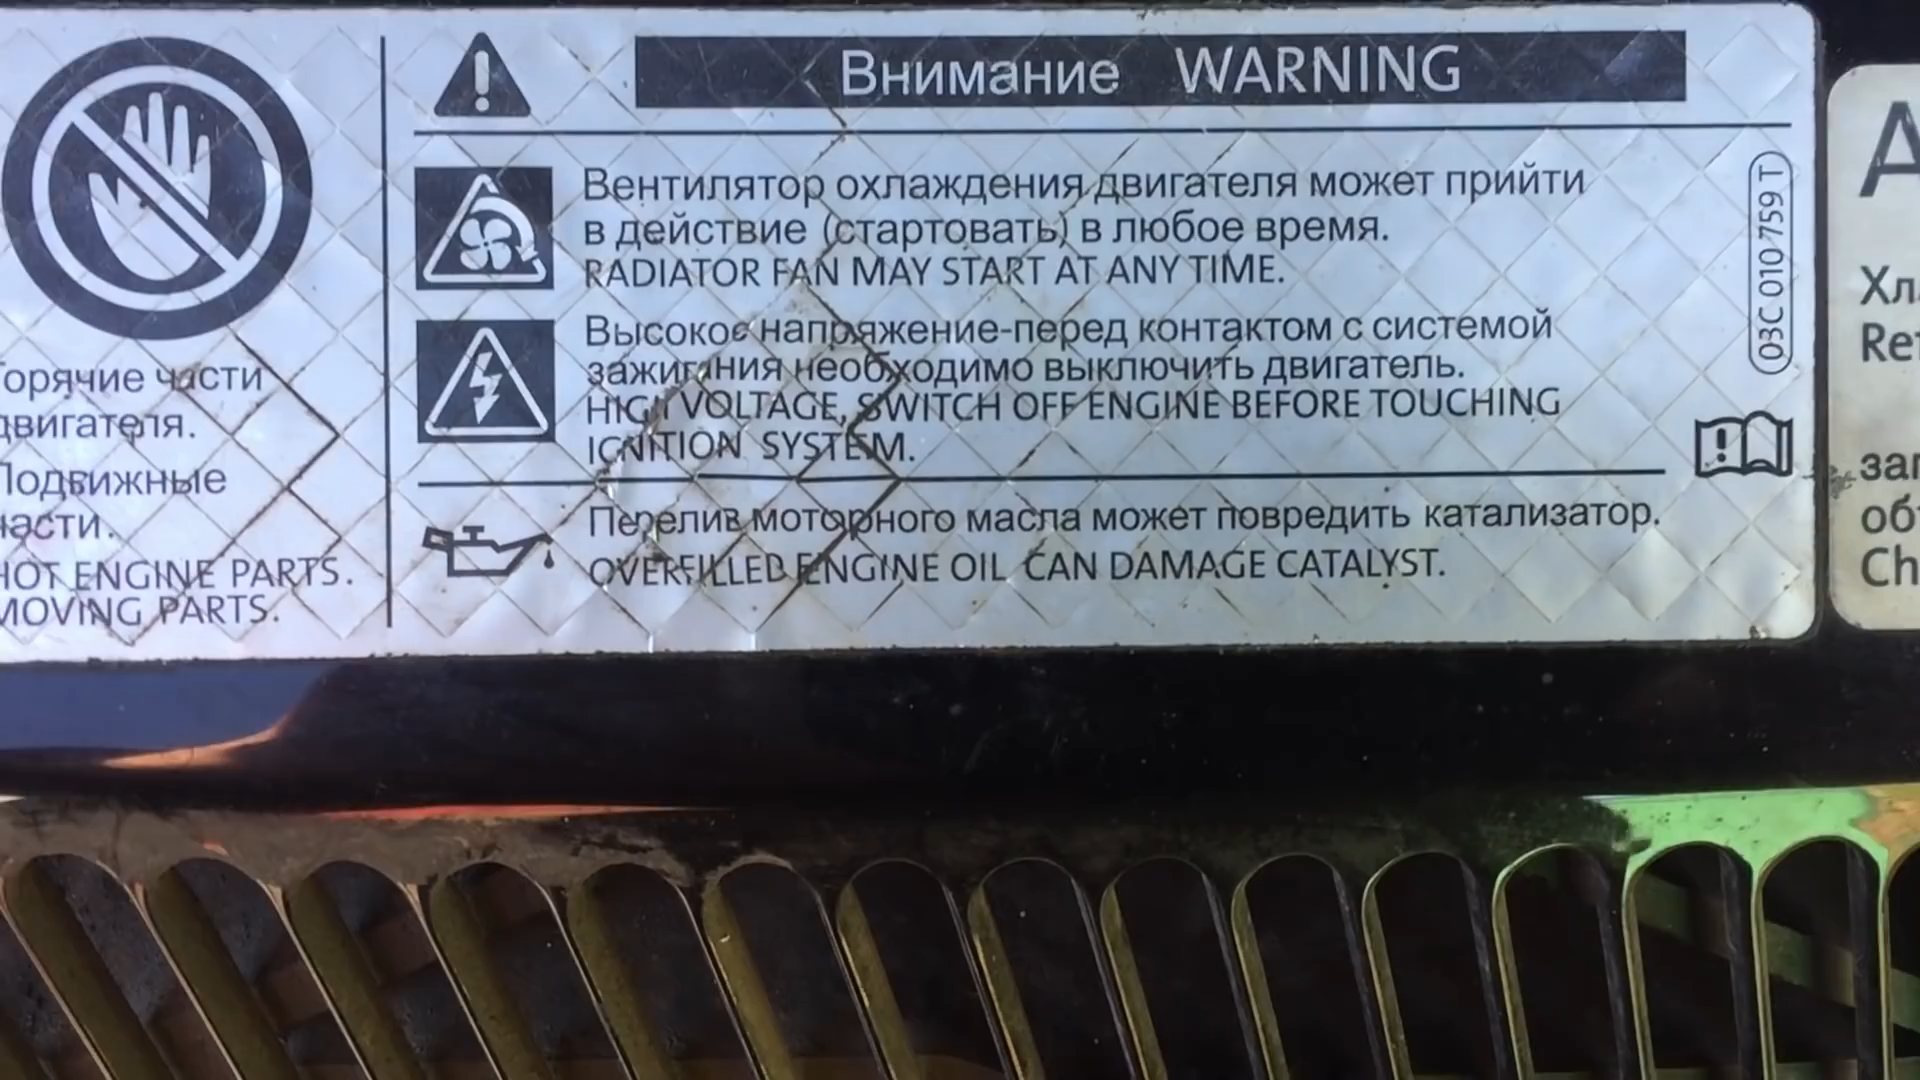 Горячие части
двигателя.
Подвижные
части.
HOT ENGINE PARTS.
MOVING PARTS.
Внимание WARNING
Вентилятор охлаждения двигателя может прийти
в действие (стартовать) в любое время.
RADIATOR FAN MAY START AT ANY TIME.
Высокое напряжение-перед контактом с системой
зажигания необходимо выключить двигатель.
HIGH VOLTAGE, SWITCH OFF ENGINE BEFORE TOUCHING
IGNITION SYSTEM.
Перелив моторного масла может повредить катализатор.
OVERFILLED ENGINE OIL CAN DAMAGE CATALYST.
03C 010 759 T